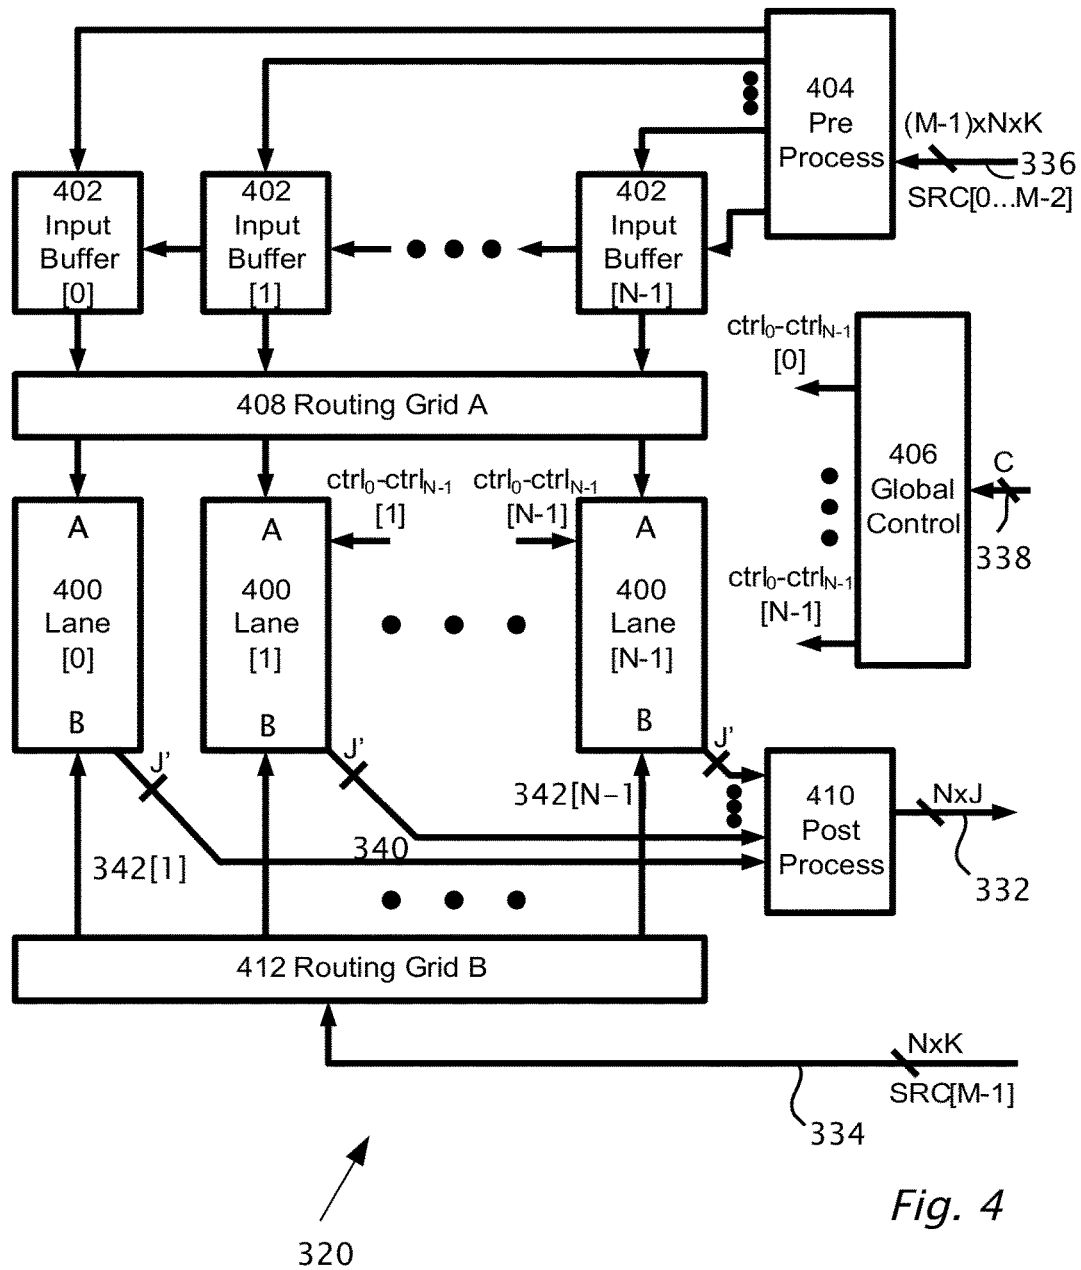 404
Pre
Process
(M-1)xNxK
336
SRC[0...M-2]
402
Input
Buffer
[0]
402
Input
Buffer
[1]
402
Input
Buffer
[N-1]
ctrl0-ctrlN-1
[0]
408 Routing Grid A
406
Global
Control
C
338
ctrl0-ctrlN-1
[1]
ctrl0-ctrlN-1
[N-1]
ctrl0-ctrlN-1
[N-1]
A
400
Lane
[0]
B
A
400
Lane
[1]
B
A
400
Lane
[N-1]
B
J'
J'
J'
342[1]
340
342[N-1
410
Post
Process
NxJ
332
412 Routing Grid B
NxK
SRC[M-1]
334
320
Fig. 4